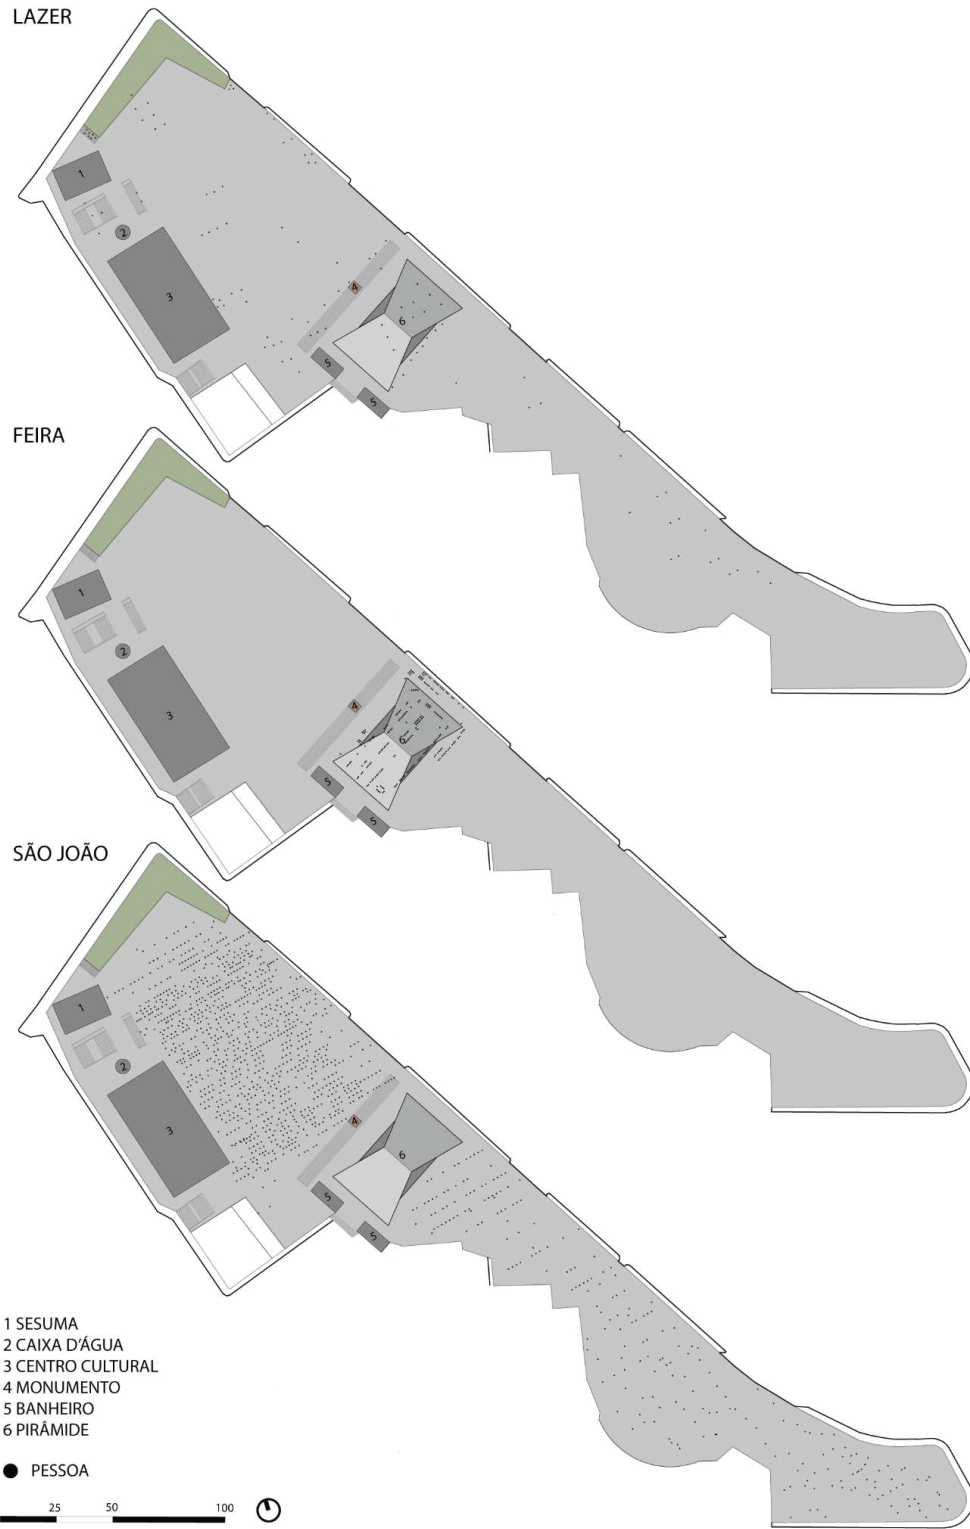 LAZER
1
2
3
4
6
5
5
FEIRA
1
2
3
4
6
5
5
SÃO JOÃO
1
2
3
4
6
5
5
1 SESUMA
2 CAIXA D'ÁGUA
3 CENTRO CULTURAL
4 MONUMENTO
5 BANHEIRO
6 PIRÂMIDE
PESSOA
25 50 100